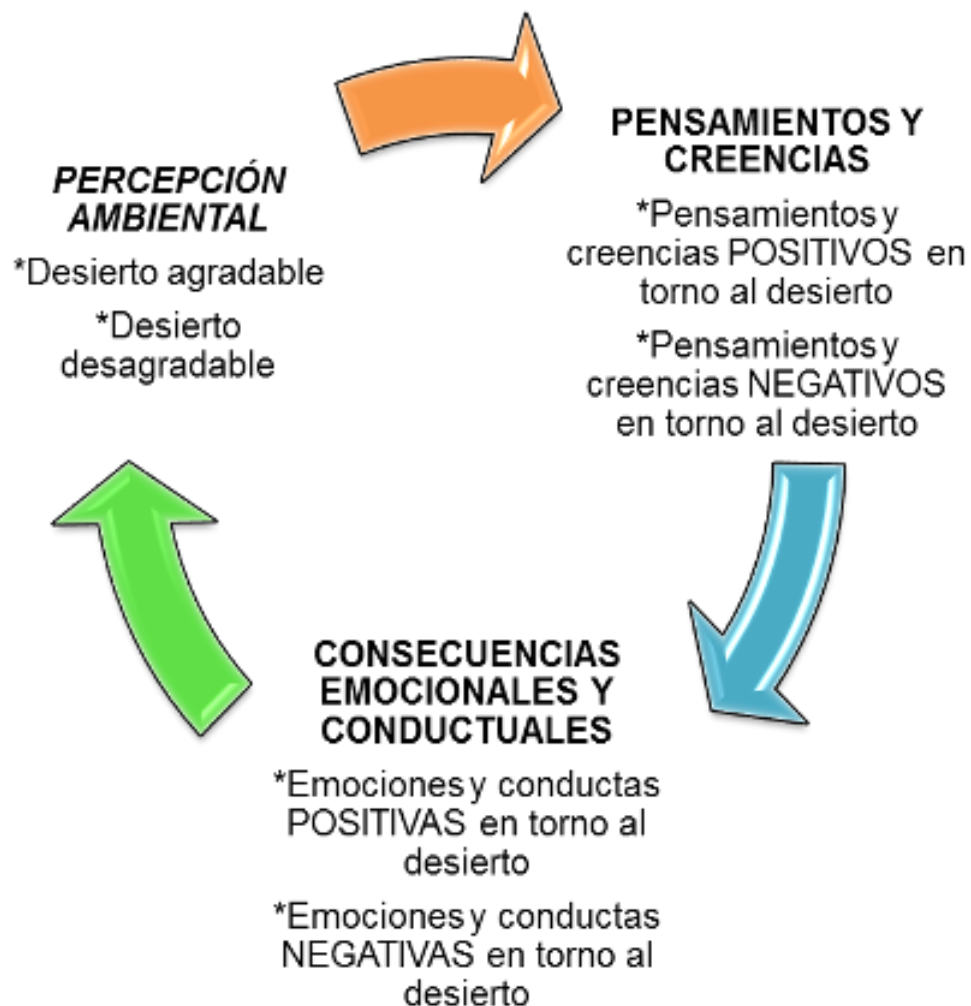 PERCEPCIÓN
AMBIENTAL
*Desierto agradable
*Desierto
desagradable
PENSAMIENTOS Y
CREENCIAS
*Pensamientos y
creencias POSITIVOS en
torno al desierto
*Pensamientos y
creencias NEGATIVOS
en torno al desierto
CONSECUENCIAS
EMOCIONALES Y
CONDUCTUALES
*Emociones y conductas
POSITIVAS en torno al
desierto
*Emociones y conductas
NEGATIVAS en torno al
desierto